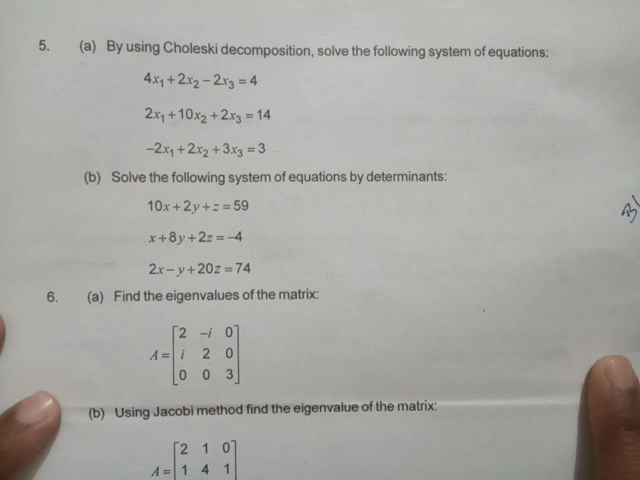 5. (a) By using Choleski decomposition, solve the following system of equations:
4x₁ + 2x₂ − 2x₃ = 4
2x₁ + 10x₂ + 2x₃ = 14
−2x₁ + 2x₂ + 3x₃ = 3
(b) Solve the following system of equations by determinants:
10x + 2y + z = 59
x + 8y + 2z = −4
2x − y + 20z = 74
6. (a) Find the eigenvalues of the matrix:
2 −i 0
A = i 2 0
0 0 3
(b) Using Jacobi method find the eigenvalue of the matrix:
2 1 0
A = 1 4 1